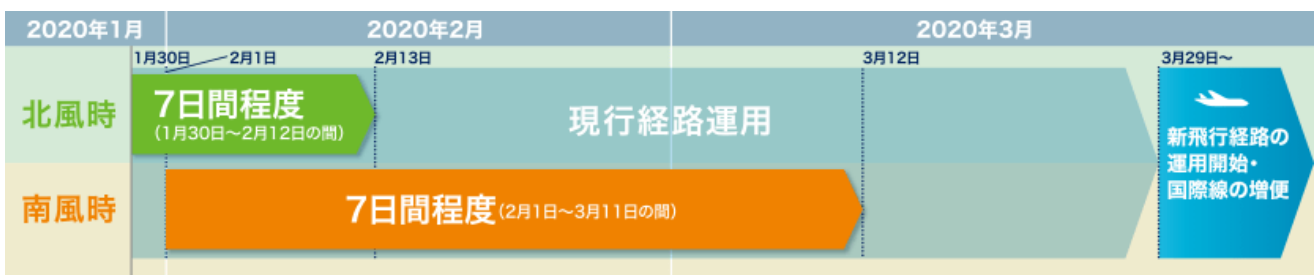 2020年1月
2020年2月
2020年3月
1月30日
2月1日
2月13日
3月12日
3月29日～
北風時
7日間程度
（1月30日～2月12日の間）
現行経路運用
新飛行経路の
運用開始・
国際線の増便
南風時
7日間程度（2月1日～3月11日の間）